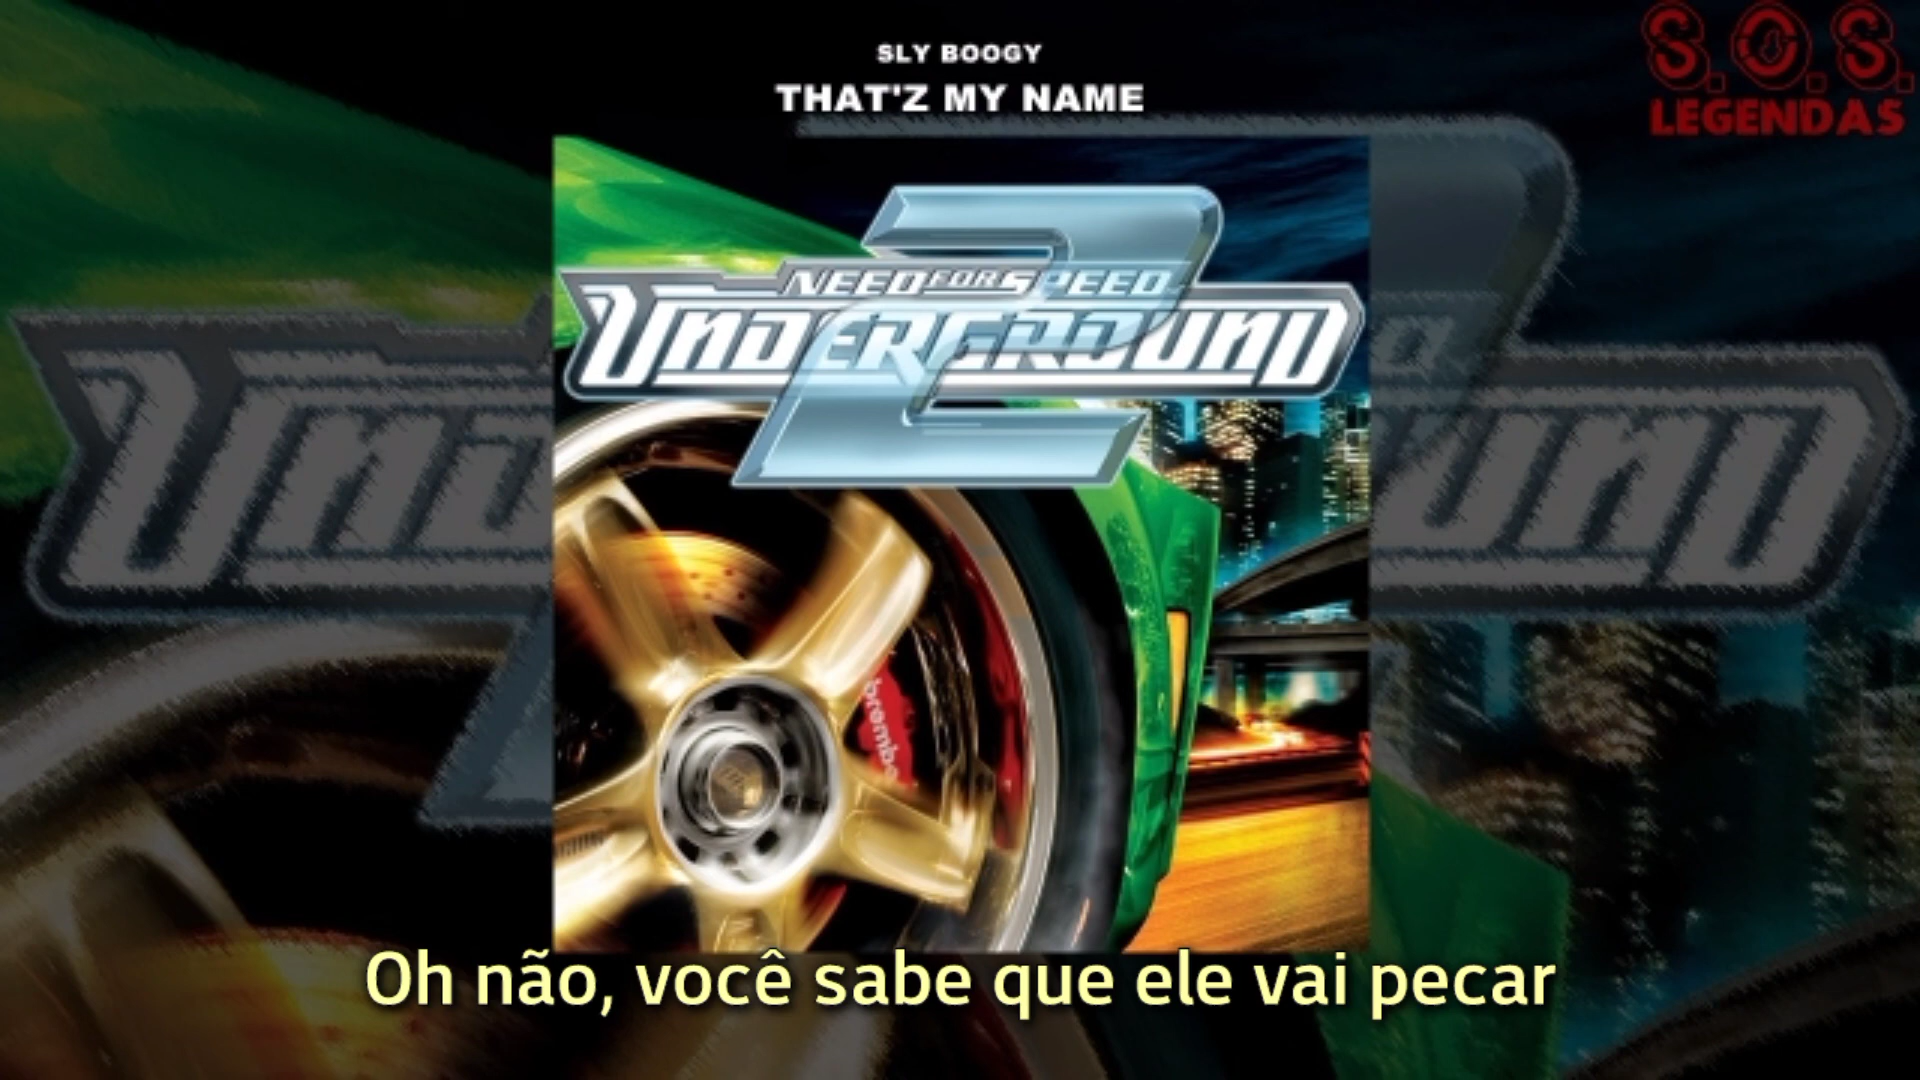 SLY BOOGY
THAT'Z MY NAME
S.O.S.
LEGENDAS
NEED FOR SPEED
UNDERGROUND
2
brembo
Oh não, você sabe que ele vai pecar